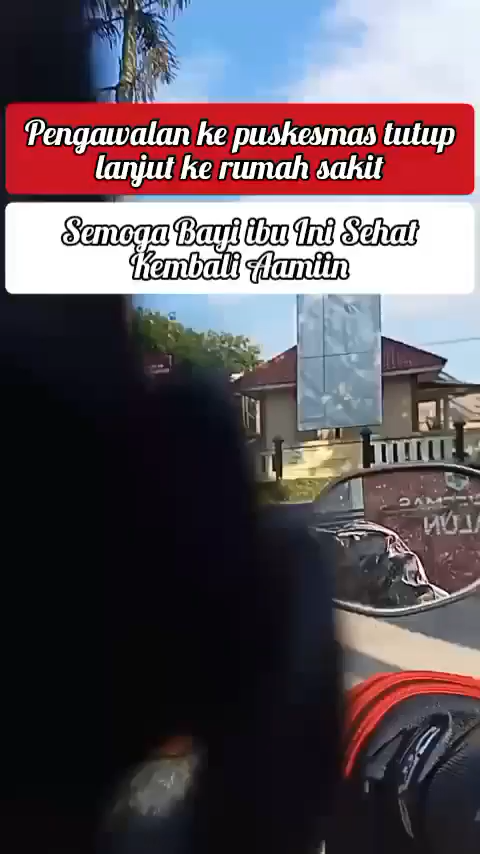 Pengawalan ke puskesmas tutup
lanjut ke rumah sakit
Semoga Bayi ibu Ini Sehat
Kembali Aamiin